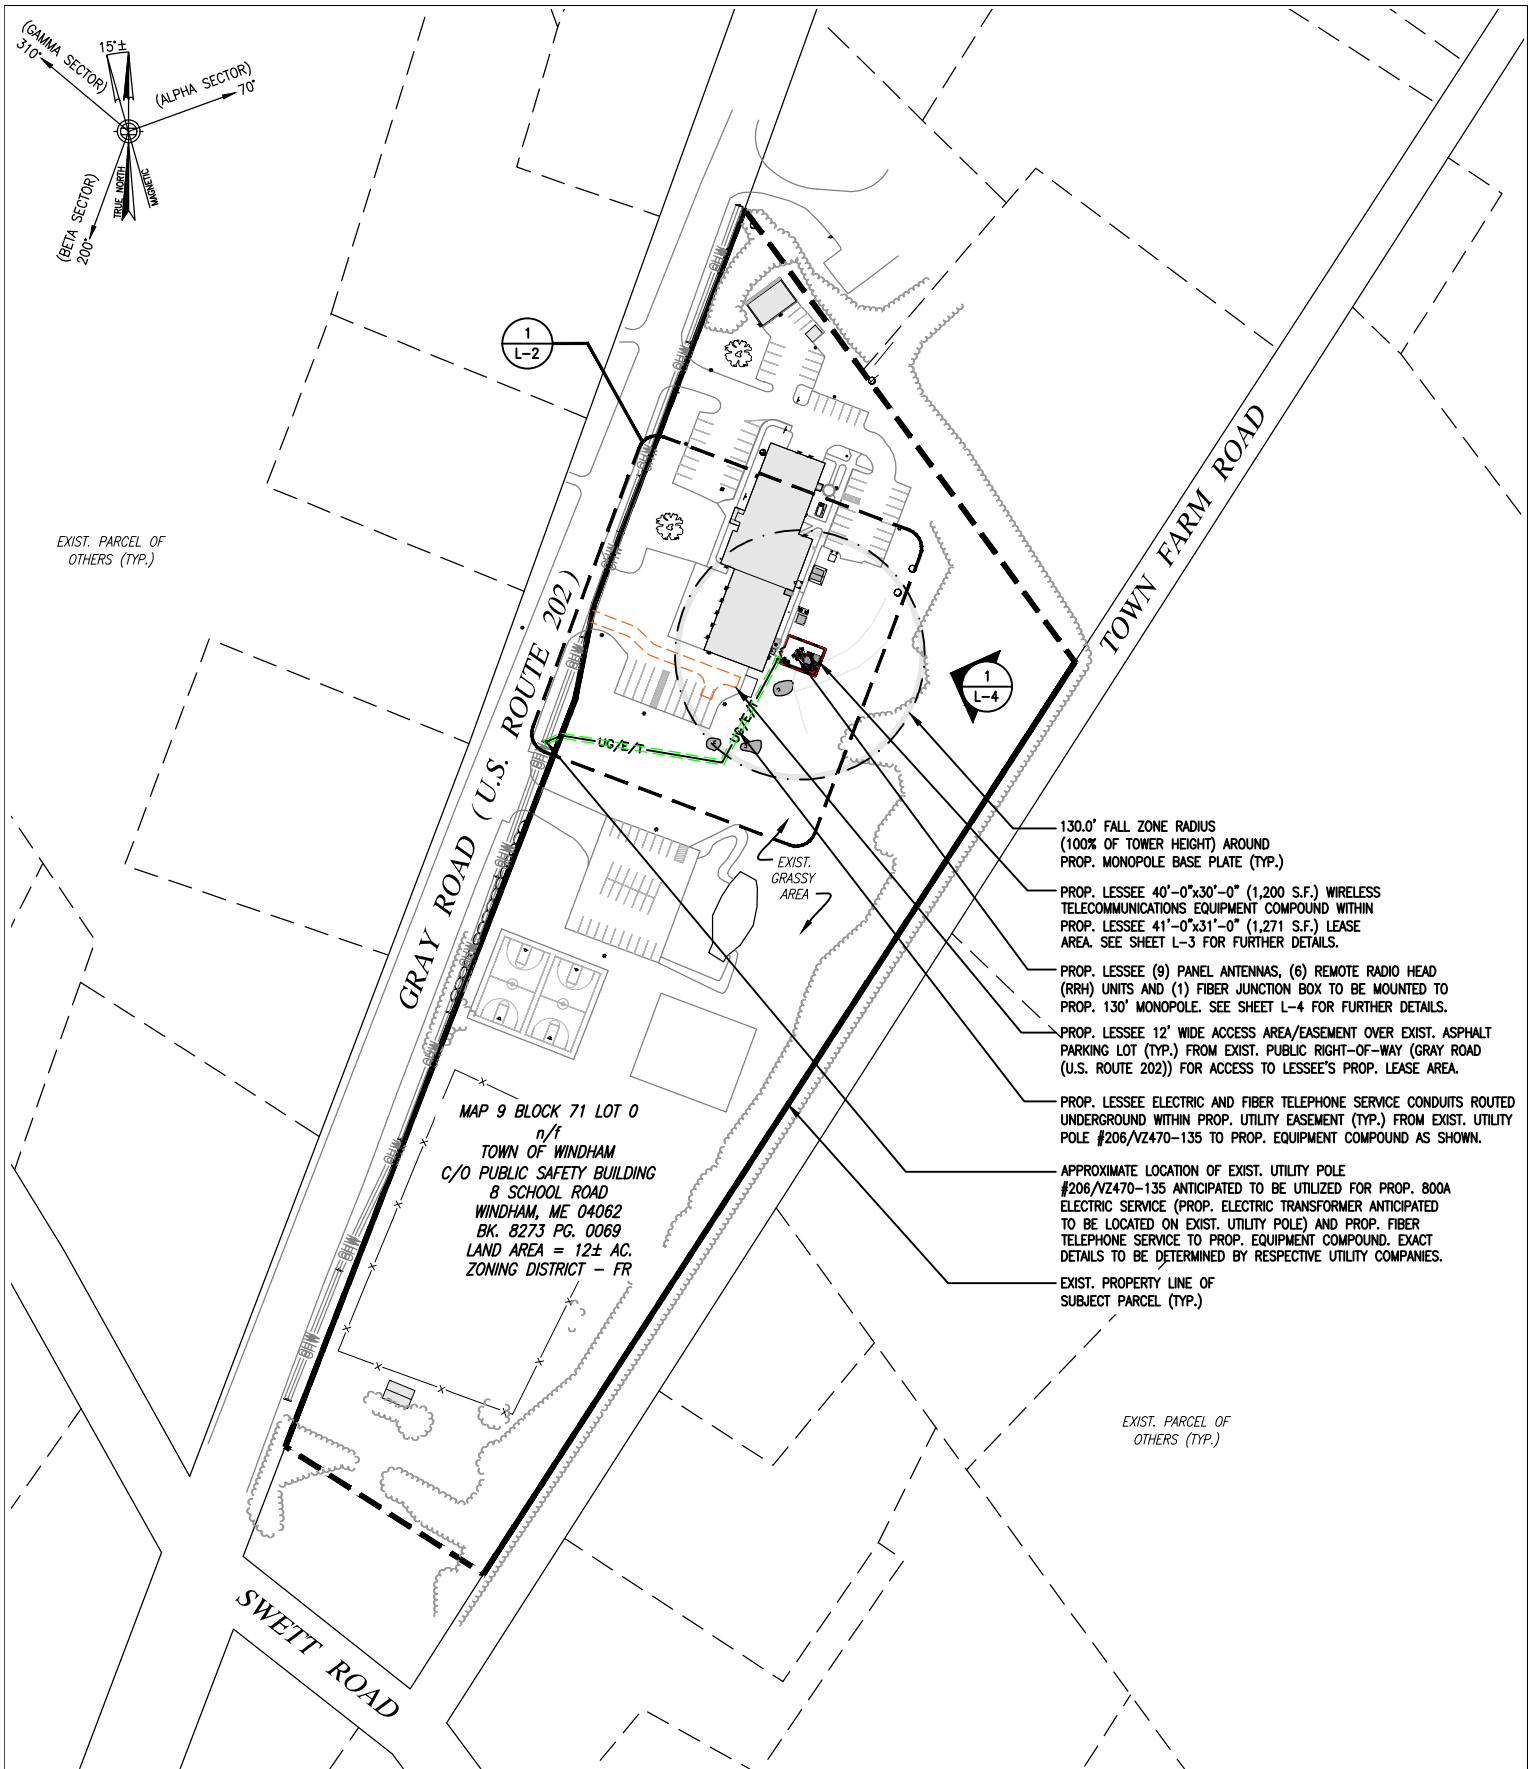 (GAMMA SECTOR)
310°
15°±
(ALPHA SECTOR)
70°
TRUE NORTH
MAGNETIC
(BETA SECTOR)
200°
1
L-2
OHW
OHW
OHW
OHW
OHW
OHW
OHW
OHW
OHW
OHW
EXIST. PARCEL OF
OTHERS (TYP.)
GRAY ROAD (U.S. ROUTE 202)
TOWN FARM ROAD
1
L-4
UG/E/T
UG/E/T
EXIST.
GRASSY
AREA
130.0' FALL ZONE RADIUS
(100% OF TOWER HEIGHT) AROUND
PROP. MONOPOLE BASE PLATE (TYP.)
PROP. LESSEE 40'-0"x30'-0" (1,200 S.F.) WIRELESS
TELECOMMUNICATIONS EQUIPMENT COMPOUND WITHIN
PROP. LESSEE 41'-0"x31'-0" (1,271 S.F.) LEASE
AREA. SEE SHEET L-3 FOR FURTHER DETAILS.
PROP. LESSEE (9) PANEL ANTENNAS, (6) REMOTE RADIO HEAD
(RRH) UNITS AND (1) FIBER JUNCTION BOX TO BE MOUNTED TO
PROP. 130' MONOPOLE. SEE SHEET L-4 FOR FURTHER DETAILS.
PROP. LESSEE 12' WIDE ACCESS AREA/EASEMENT OVER EXIST. ASPHALT
PARKING LOT (TYP.) FROM EXIST. PUBLIC RIGHT-OF-WAY (GRAY ROAD
(U.S. ROUTE 202)) FOR ACCESS TO LESSEE'S PROP. LEASE AREA.
PROP. LESSEE ELECTRIC AND FIBER TELEPHONE SERVICE CONDUITS ROUTED
UNDERGROUND WITHIN PROP. UTILITY EASEMENT (TYP.) FROM EXIST. UTILITY
POLE #206/VZ470-135 TO PROP. EQUIPMENT COMPOUND AS SHOWN.
APPROXIMATE LOCATION OF EXIST. UTILITY POLE
#206/VZ470-135 ANTICIPATED TO BE UTILIZED FOR PROP. 800A
ELECTRIC SERVICE (PROP. ELECTRIC TRANSFORMER ANTICIPATED
TO BE LOCATED ON EXIST. UTILITY POLE) AND PROP. FIBER
TELEPHONE SERVICE TO PROP. EQUIPMENT COMPOUND. EXACT
DETAILS TO BE DETERMINED BY RESPECTIVE UTILITY COMPANIES.
EXIST. PROPERTY LINE OF
SUBJECT PARCEL (TYP.)
MAP 9 BLOCK 71 LOT 0
n/f
TOWN OF WINDHAM
C/O PUBLIC SAFETY BUILDING
8 SCHOOL ROAD
WINDHAM, ME 04062
BK. 8273 PG. 0069
LAND AREA = 12± AC.
ZONING DISTRICT - FR
EXIST. PARCEL OF
OTHERS (TYP.)
SWETT ROAD